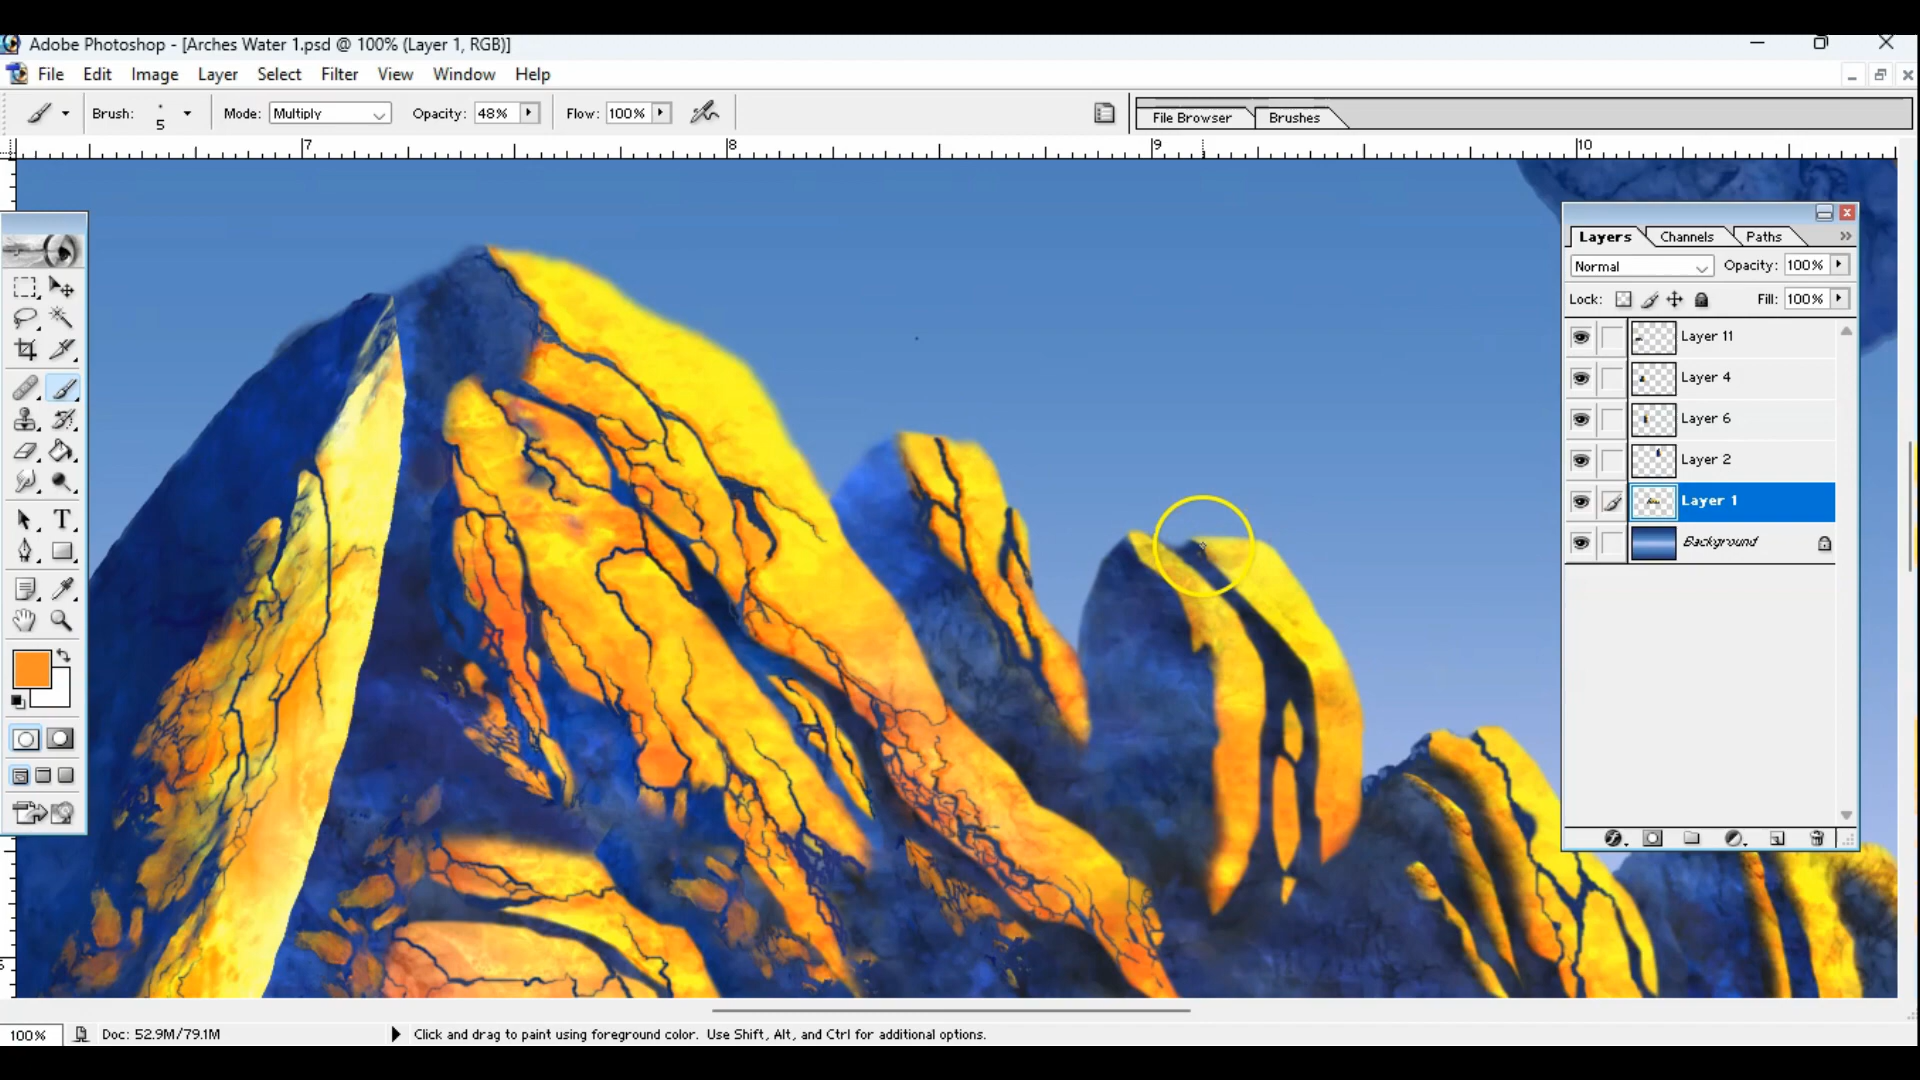 Adobe Photoshop - [Arches Water 1.psd @ 100% (Layer 1, RGB)]
File Edit Image Layer Select Filter View Window Help
Brush: 5 Mode: Multiply Opacity: 48% Flow: 100% File Browser Brushes
7 8 9 10
Layers Channels Paths
Normal Opacity: 100%
Lock: Fill: 100%
Layer 11
Layer 4
Layer 6
Layer 2
Layer 1
Background
T
5
100% Doc: 52.9M/79.1M Click and drag to paint using foreground color. Use Shift, Alt, and Ctrl for additional options.